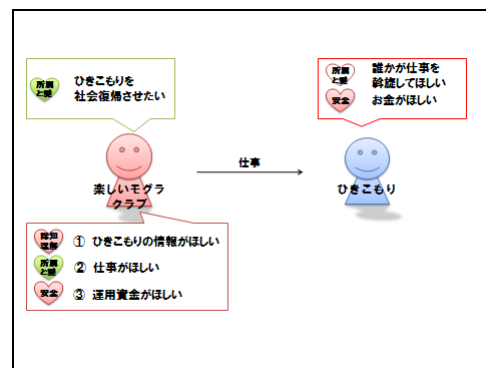 所属
と愛
ひきこもりを
社会復帰させたい
所属
と愛
誰かが仕事を
斡旋してほしい
安全
お金がほしい
仕事
楽しいモグラ
クラブ
ひきこもり
認知
理解
① ひきこもりの情報がほしい
所属
と愛
② 仕事がほしい
安全
③ 運用資金がほしい